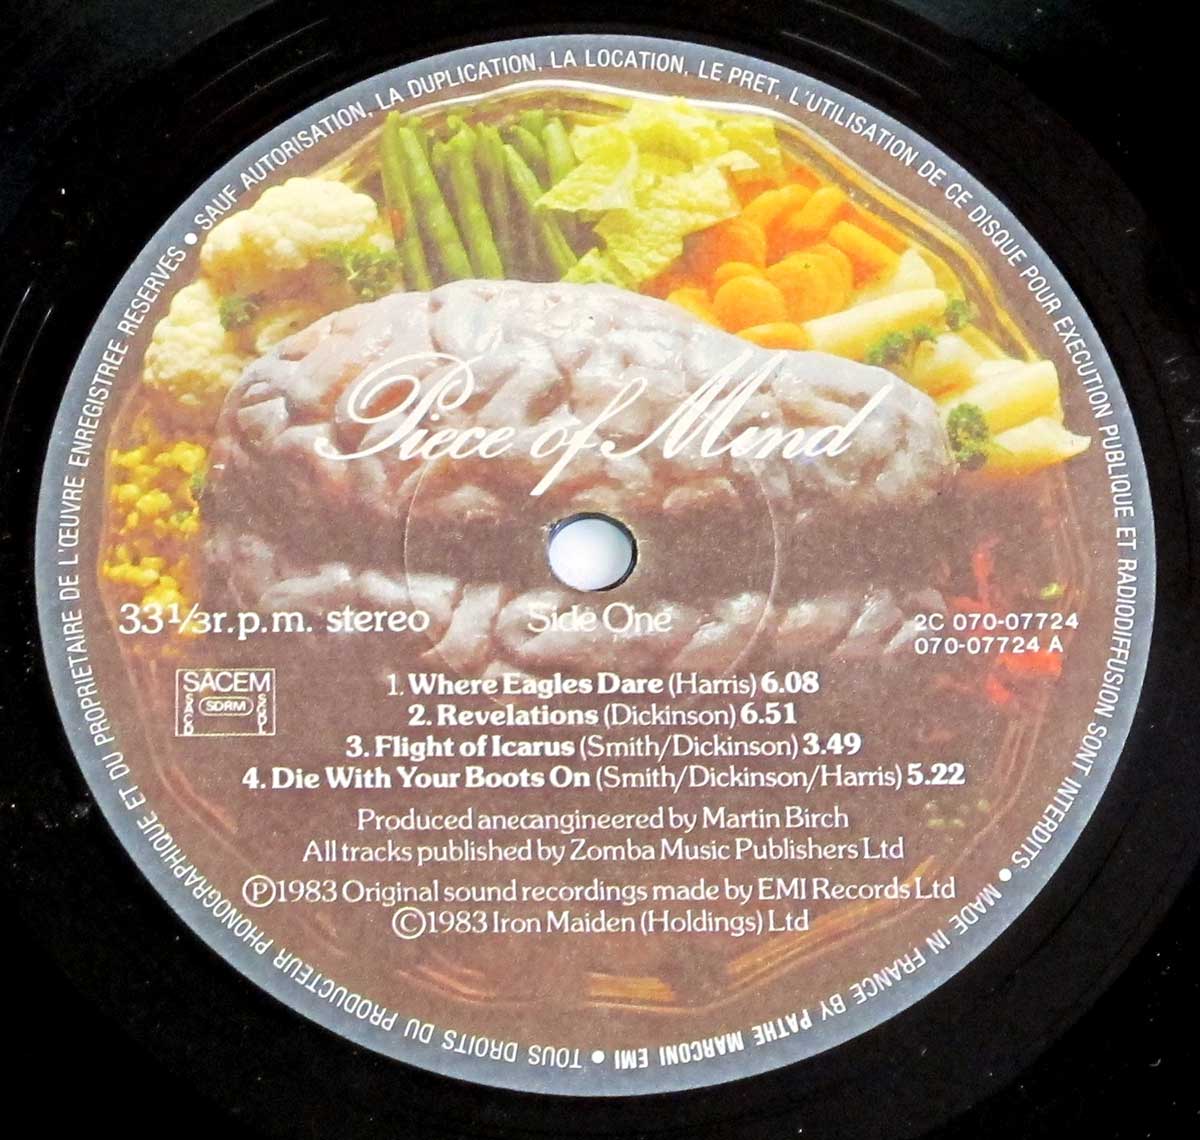 TOUS DROITS DU PRODUCTEUR PHONOGRAPHIQUE ET DU PROPRIETAIRE DE L'ŒUVRE ENREGISTREE RESERVES • SAUF AUTORISATION, LA DUPLICATION, LA LOCATION, LE PRET, L'UTILISATION DE CE DISQUE POUR EXECUTION PUBLIQUE ET RADIODIFFUSION SONT INTERDITS • MADE IN FRANCE BY PATHE MARCONI EMI •
Piece of Mind
33⅓r.p.m. stereo
Side One
2C 070-07724
070-07724 A
SACEM
SACD SDRM SGDL
1. Where Eagles Dare (Harris) 6.08
2. Revelations (Dickinson) 6.51
3. Flight of Icarus (Smith/Dickinson) 3.49
4. Die With Your Boots On (Smith/Dickinson/Harris) 5.22
Produced anecangineered by Martin Birch
All tracks published by Zomba Music Publishers Ltd
Ⓟ1983 Original sound recordings made by EMI Records Ltd
©1983 Iron Maiden (Holdings) Ltd